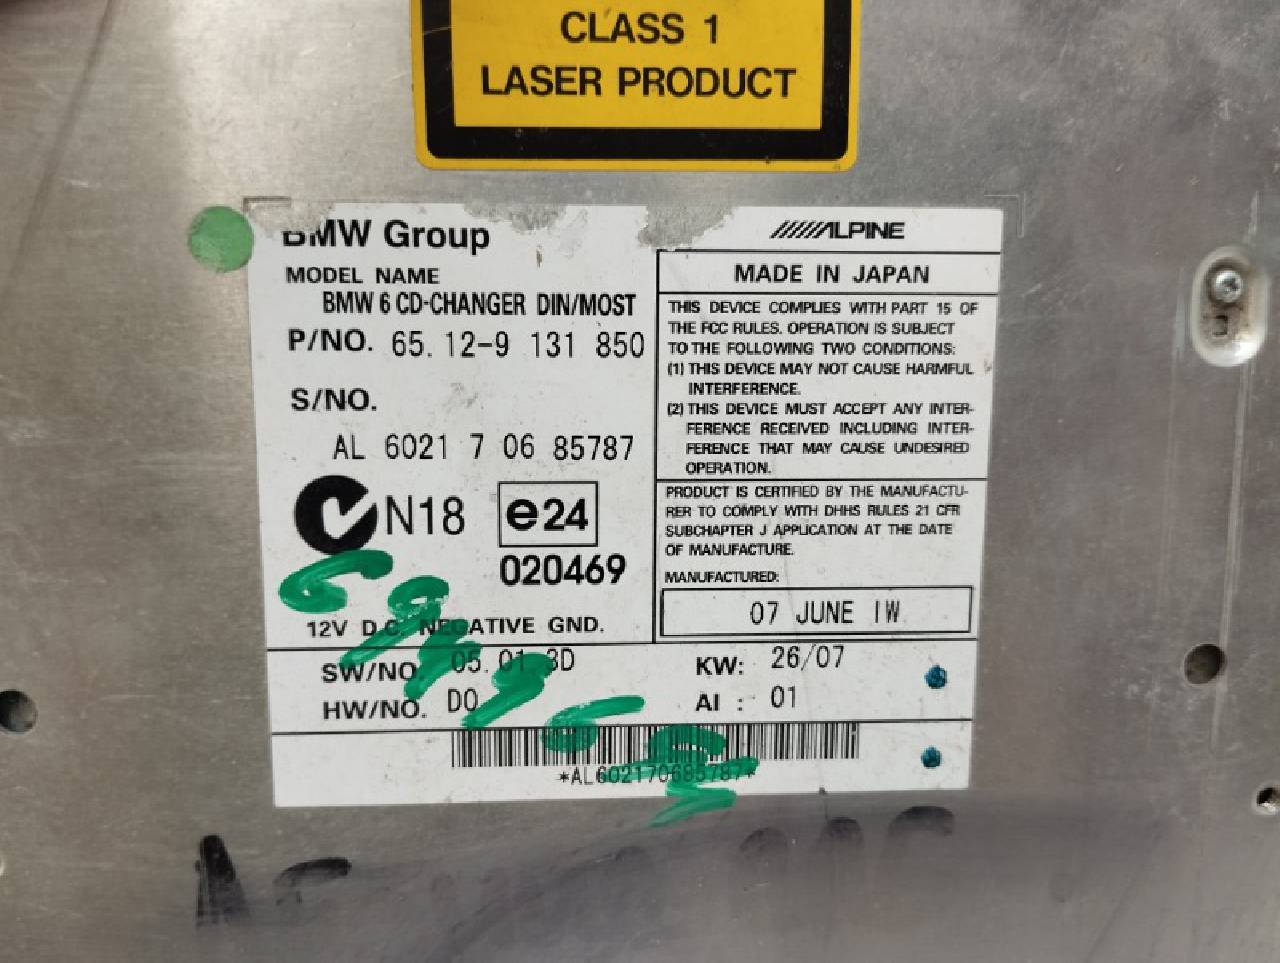 CLASS 1
LASER PRODUCT
BMW Group
MODEL NAME
BMW 6 CD-CHANGER DIN/MOST
P/NO. 65. 12-9 131 850
S/NO.
AL 6021 7 06 85787
N18 e24
020469
12V D.C. NEGATIVE GND.
ALPINE
MADE IN JAPAN
THIS DEVICE COMPLIES WITH PART 15 OF
THE FCC RULES. OPERATION IS SUBJECT
TO THE FOLLOWING TWO CONDITIONS:
(1) THIS DEVICE MAY NOT CAUSE HARMFUL
INTERFERENCE.
(2) THIS DEVICE MUST ACCEPT ANY INTER-
FERENCE RECEIVED INCLUDING INTER-
FERENCE THAT MAY CAUSE UNDESIRED
OPERATION.
PRODUCT IS CERTIFIED BY THE MANUFACTU-
RER TO COMPLY WITH DHHS RULES 21 CFR
SUBCHAPTER J APPLICATION AT THE DATE
OF MANUFACTURE.
MANUFACTURED:
07 JUNE IW
SW/NO. 05.01 3D
HW/NO. D0
KW: 26/07
AI : 01
*AL602170685787*